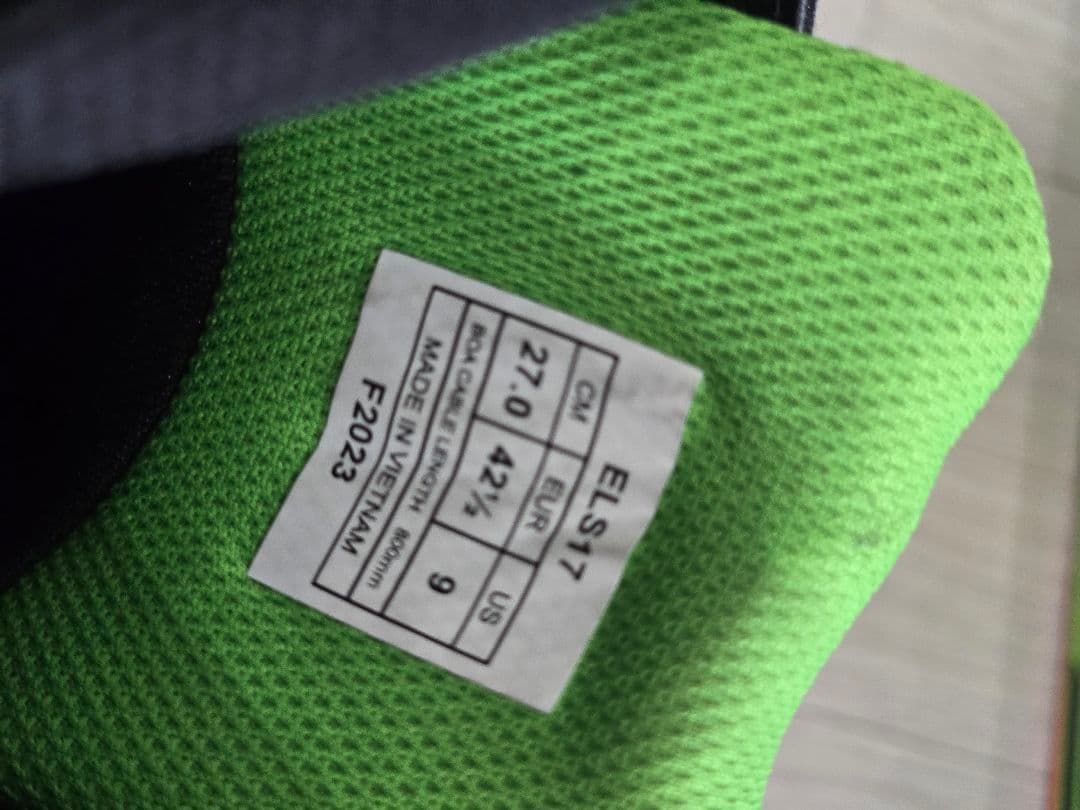 ELS17
CM EUR US
27.0 42½ 9
BOA CABLE LENGTH 800mm
MADE IN VIETNAM
F2023